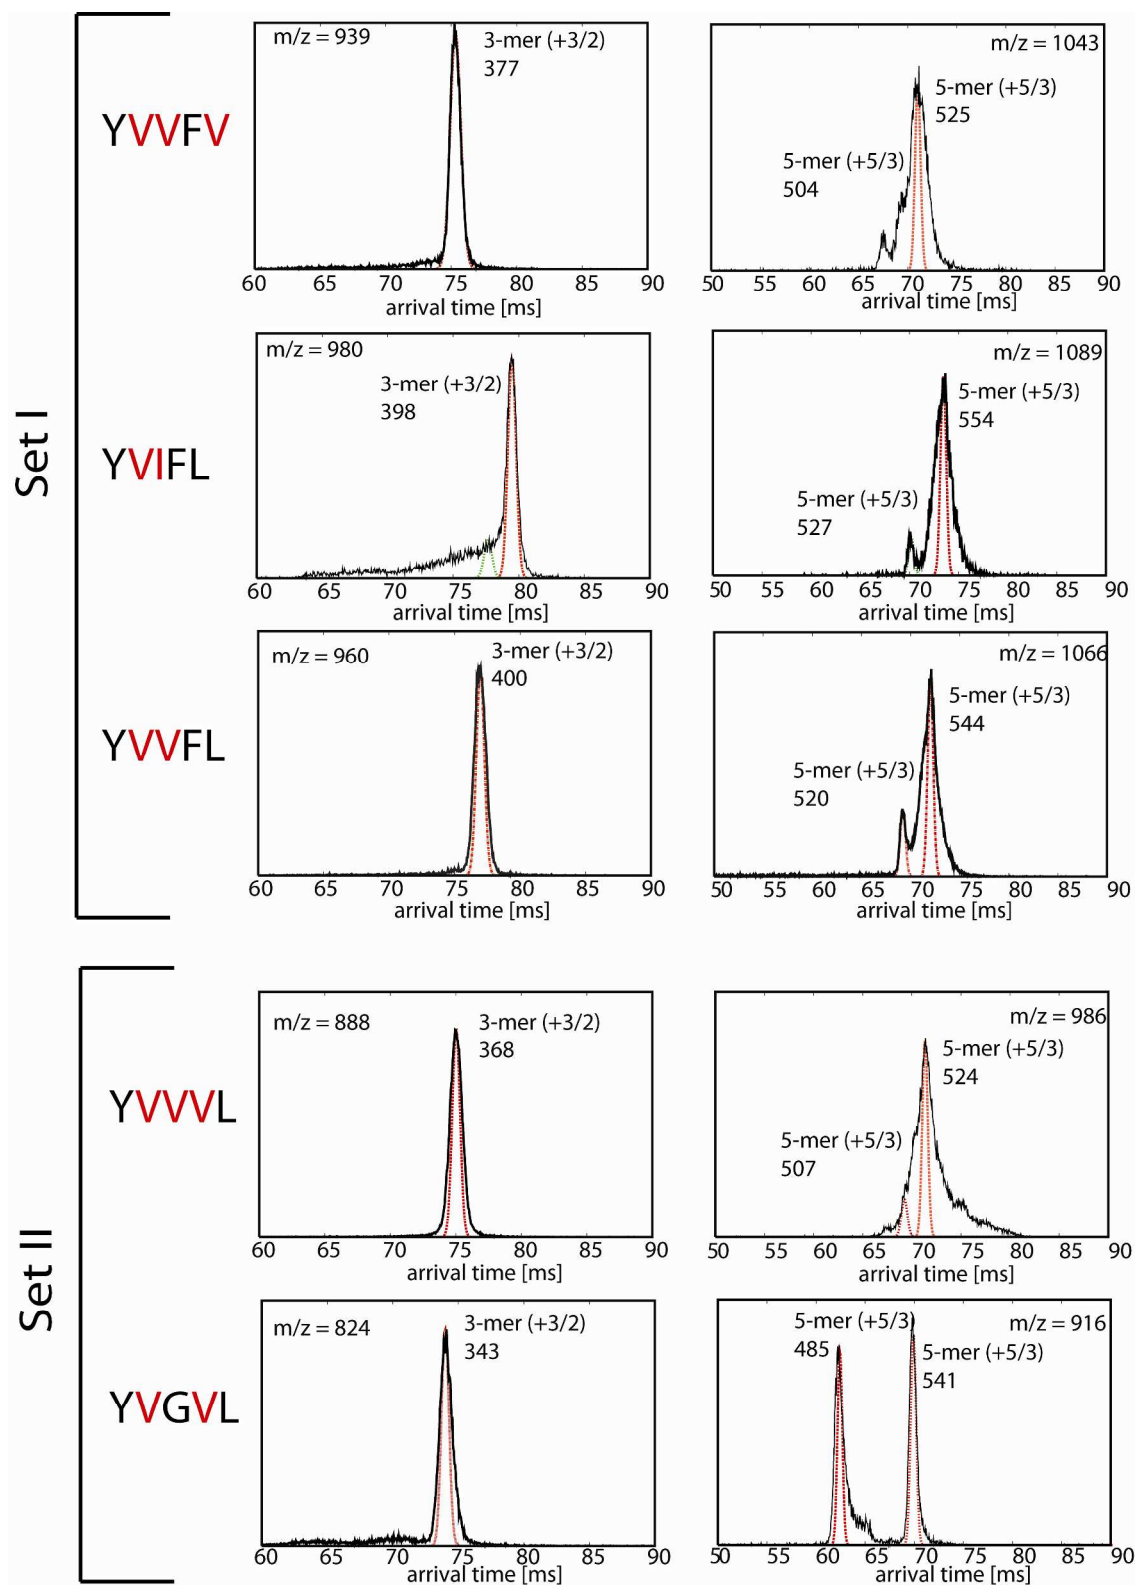 Set I
YVVFV
m/z = 939
3-mer (+3/2)
377
60 65 70 75 80 85 90
arrival time [ms]
m/z = 1043
5-mer (+5/3)
525
5-mer (+5/3)
504
50 55 60 65 70 75 80 85 90
arrival time [ms]
YVIFL
m/z = 980
3-mer (+3/2)
398
60 65 70 75 80 85 90
arrival time [ms]
m/z = 1089
5-mer (+5/3)
554
5-mer (+5/3)
527
50 55 60 65 70 75 80 85 90
arrival time [ms]
YVVFL
m/z = 960
3-mer (+3/2)
400
60 65 70 75 80 85 90
arrival time [ms]
m/z = 1066
5-mer (+5/3)
544
5-mer (+5/3)
520
50 55 60 65 70 75 80 85 90
arrival time [ms]
Set II
YVVVL
m/z = 888
3-mer (+3/2)
368
60 65 70 75 80 85 90
arrival time [ms]
m/z = 986
5-mer (+5/3)
524
5-mer (+5/3)
507
50 55 60 65 70 75 80 85 90
arrival time [ms]
YVGVL
m/z = 824
3-mer (+3/2)
343
60 65 70 75 80 85 90
arrival time [ms]
5-mer (+5/3)
485
m/z = 916
5-mer (+5/3)
541
50 55 60 65 70 75 80 85 90
arrival time [ms]